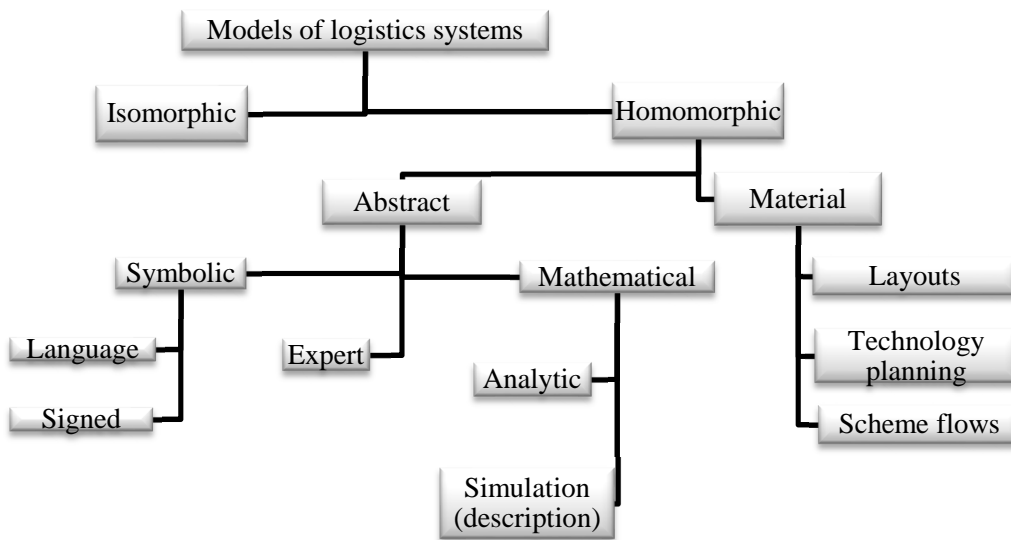 Models of logistics systems
Isomorphic
Homomorphic
Abstract
Material
Symbolic
Mathematical
Layouts
Language
Expert
Technology
planning
Analytic
Signed
Scheme flows
Simulation
(description)